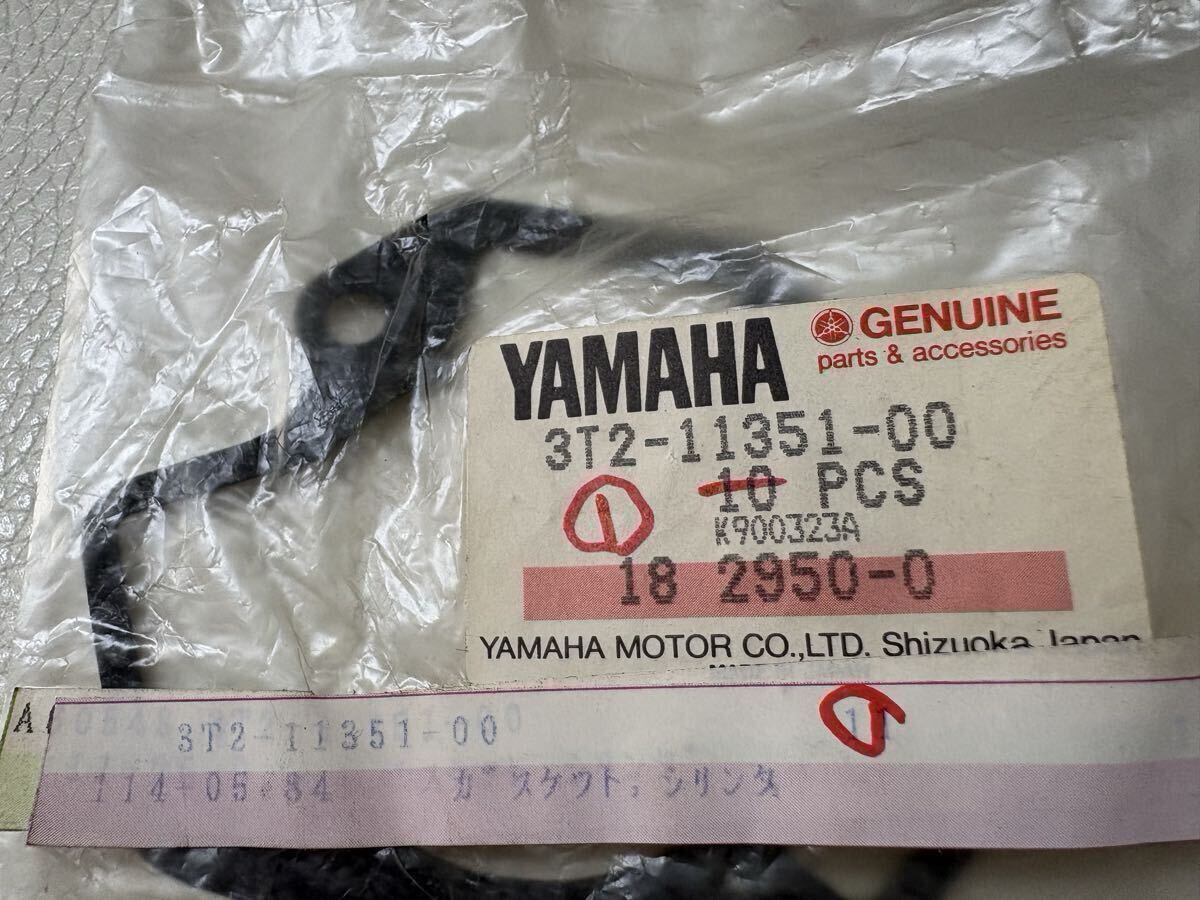 YAMAHA
GENUINE
parts & accessories
3T2-11351-00
10 PCS
1
K900323A
18 2950-0
YAMAHA MOTOR CO.,LTD. Shizuoka Japan
3T2-11351-00
ガスケット, シリンダ